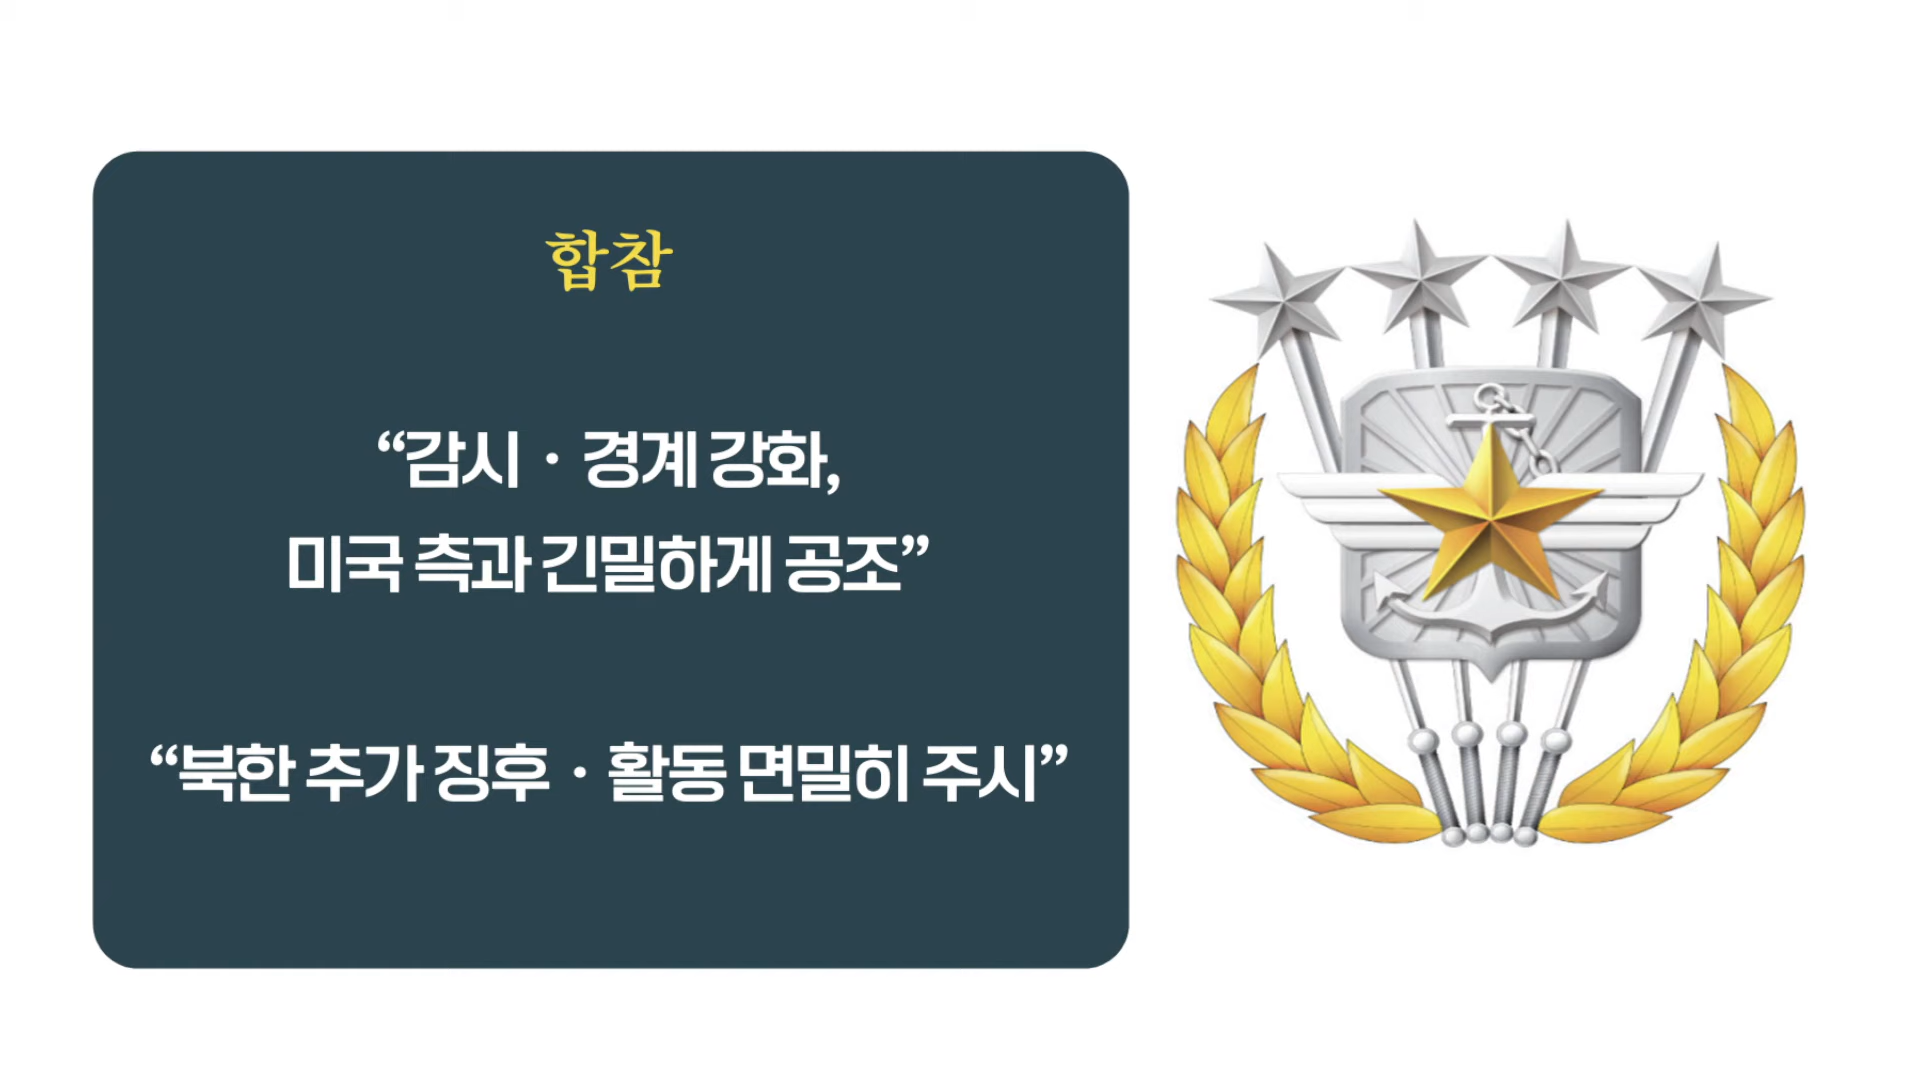 합참
“감시 · 경계 강화,
미국 측과 긴밀하게 공조”
“북한 추가 징후 · 활동 면밀히 주시”